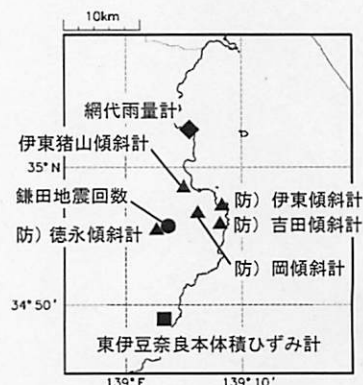 10km
網代雨量計
伊東猪山傾斜計
35°N
鎌田地震回数
防）伊東傾斜計
防）徳永傾斜計
防）吉田傾斜計
防）岡傾斜計
34°50'
東伊豆奈良本体積ひずみ計
139°E
139°10'